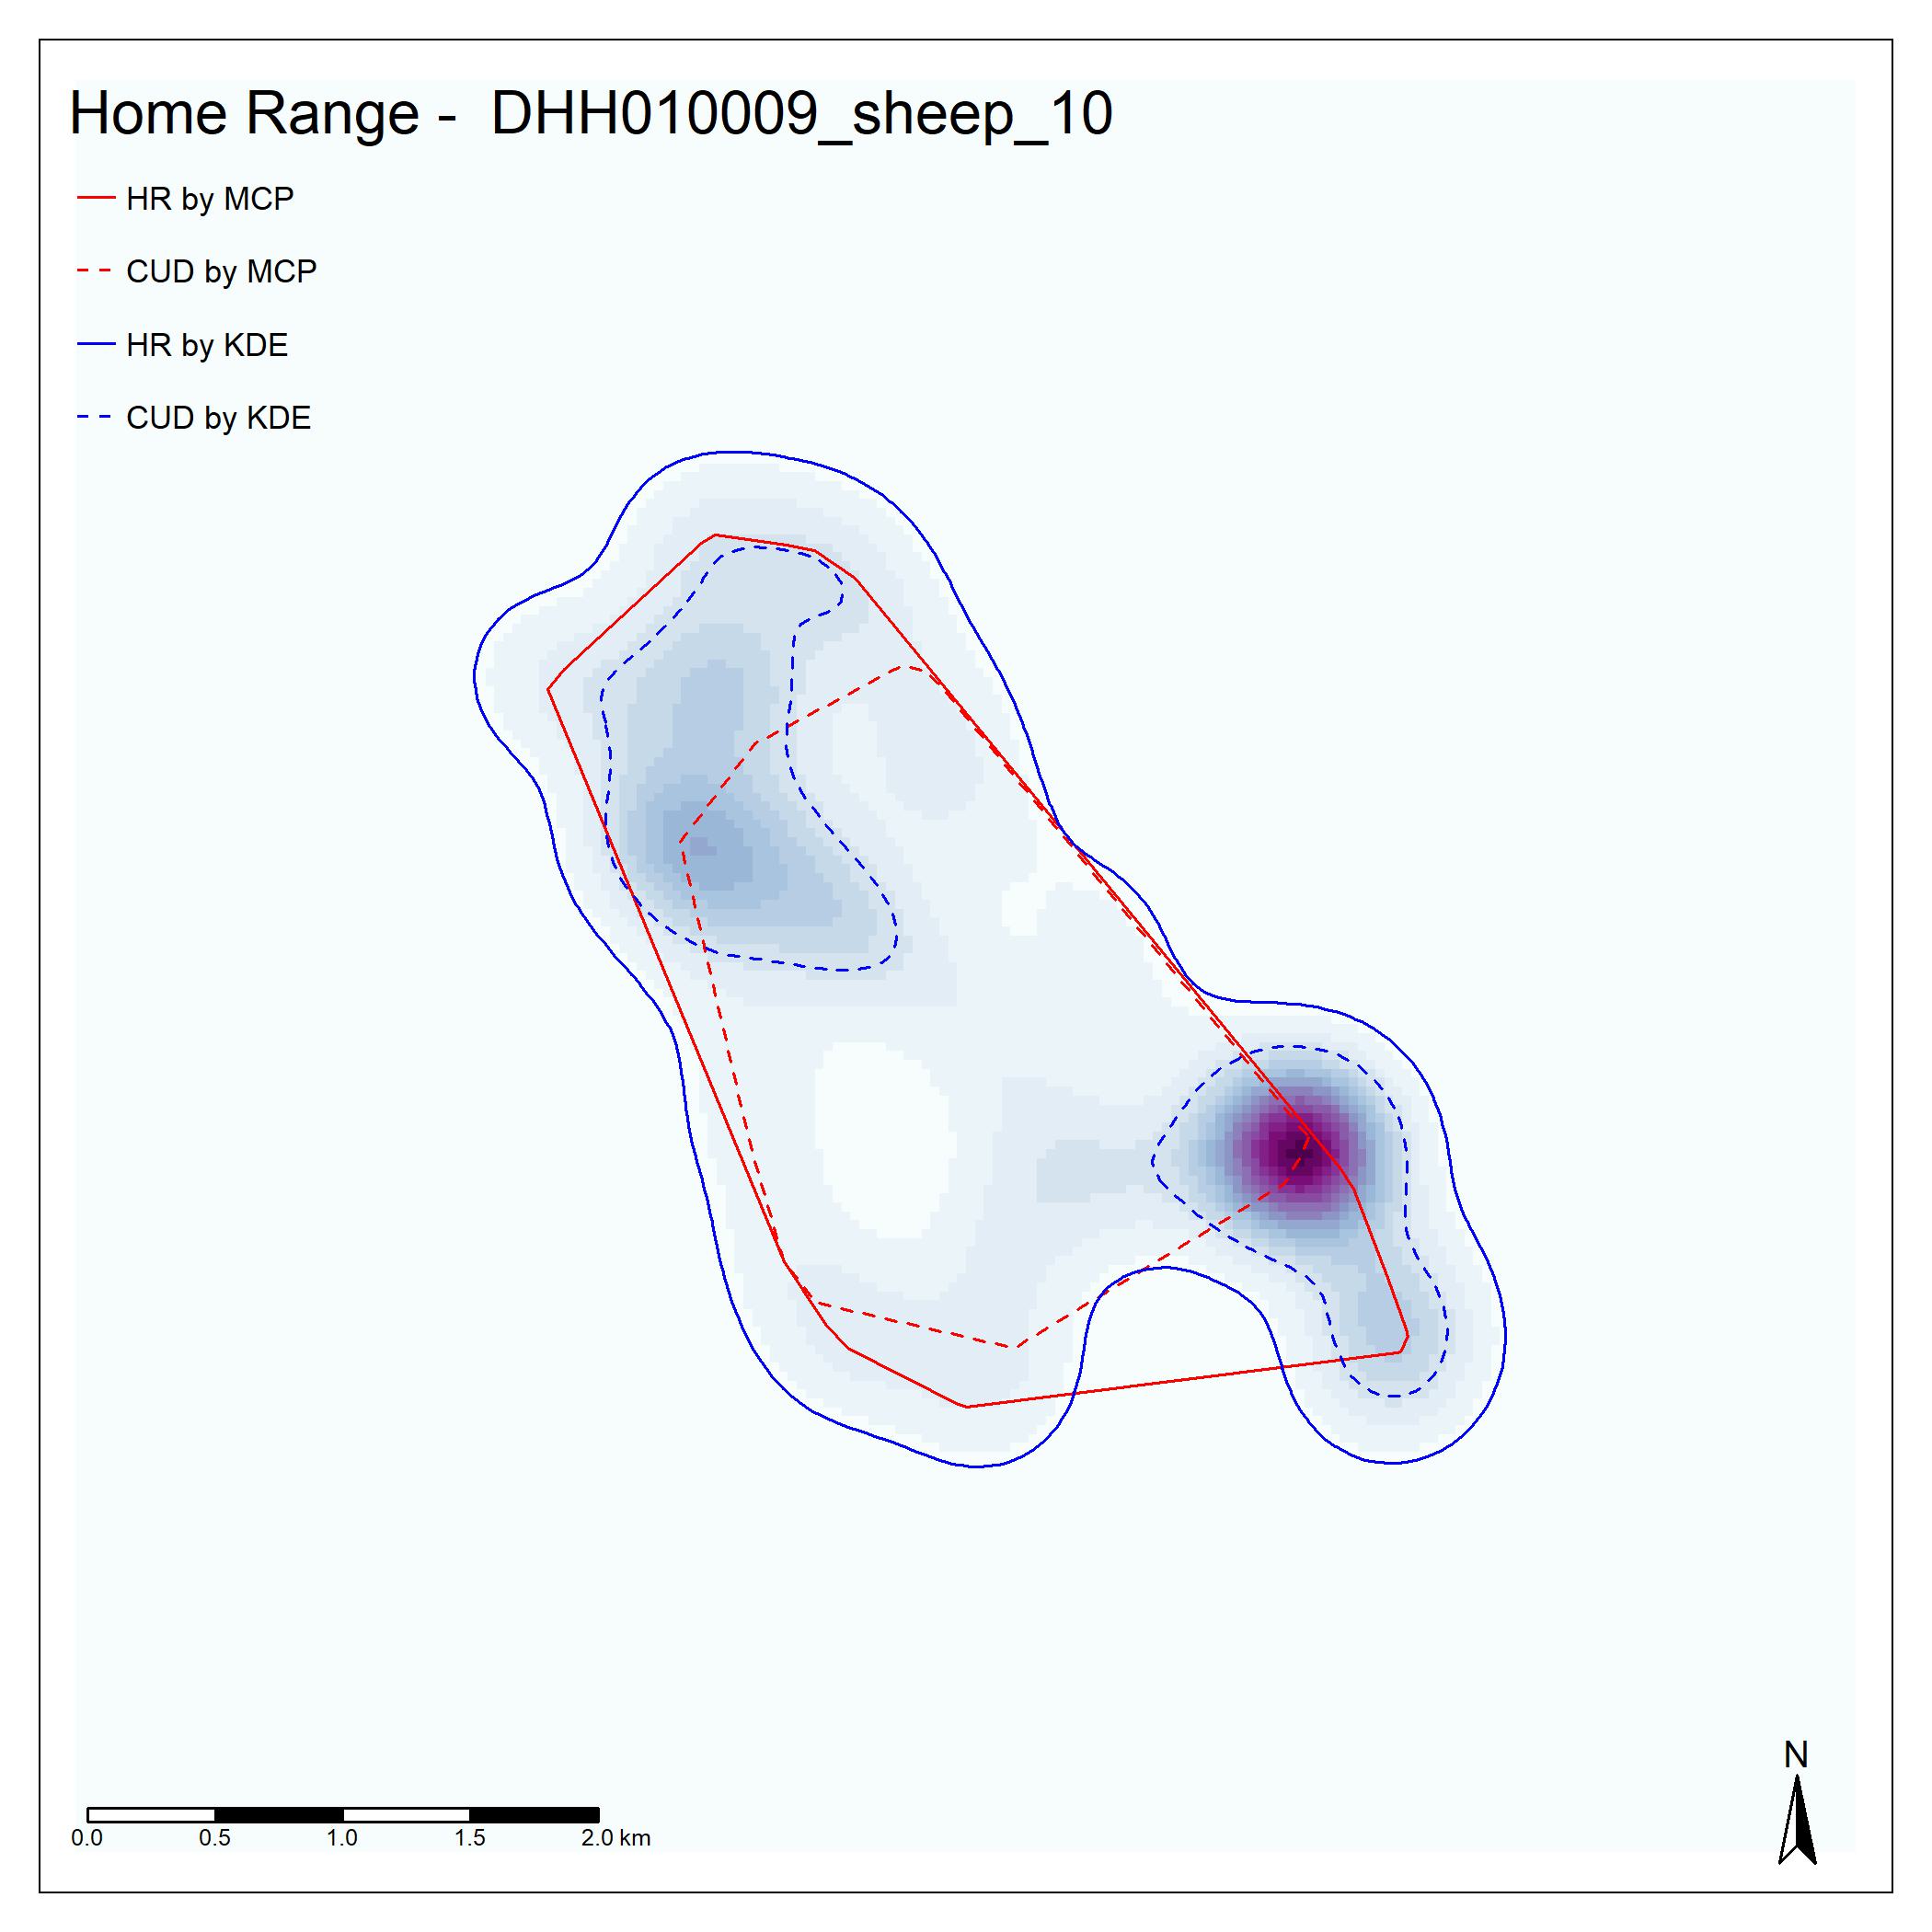 Home Range -  DHH010009_sheep_10
HR by MCP
CUD by MCP
HR by KDE
CUD by KDE
N
0.0 0.5 1.0 1.5 2.0 km